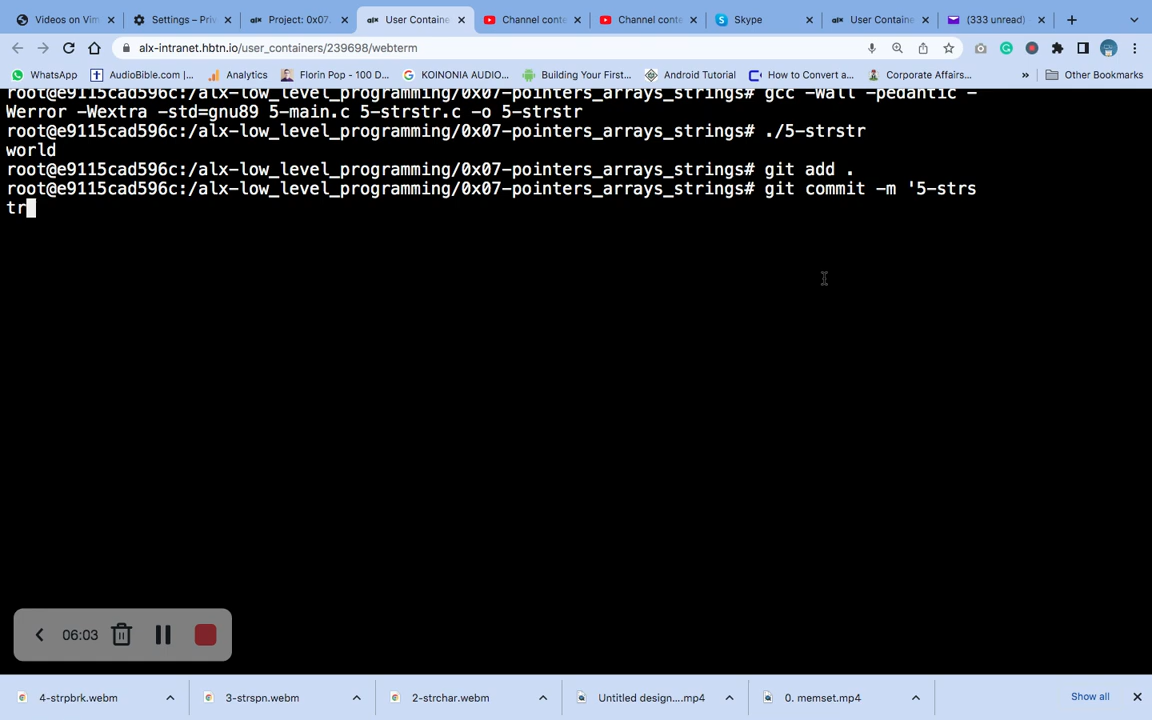 Videos on Vim
Settings – Priv
Project: 0x07.
User Containe
Channel conte
Channel conte
Skype
User Containe
(333 unread)
alx-intranet.hbtn.io/user_containers/239698/webterm
WhatsApp
AudioBible.com |...
Analytics
Florin Pop - 100 D...
KOINONIA AUDIO...
Building Your First...
Android Tutorial
How to Convert a...
Corporate Affairs...
»
Other Bookmarks
root@e9115cad596c:/alx-low_level_programming/0x07-pointers_arrays_strings# gcc -Wall -pedantic -
Werror -Wextra -std=gnu89 5-main.c 5-strstr.c -o 5-strstr
root@e9115cad596c:/alx-low_level_programming/0x07-pointers_arrays_strings# ./5-strstr
world
root@e9115cad596c:/alx-low_level_programming/0x07-pointers_arrays_strings# git add .
root@e9115cad596c:/alx-low_level_programming/0x07-pointers_arrays_strings# git commit -m '5-strs
tr
06:03
4-strpbrk.webm
3-strspn.webm
2-strchar.webm
Untitled design....mp4
0. memset.mp4
Show all